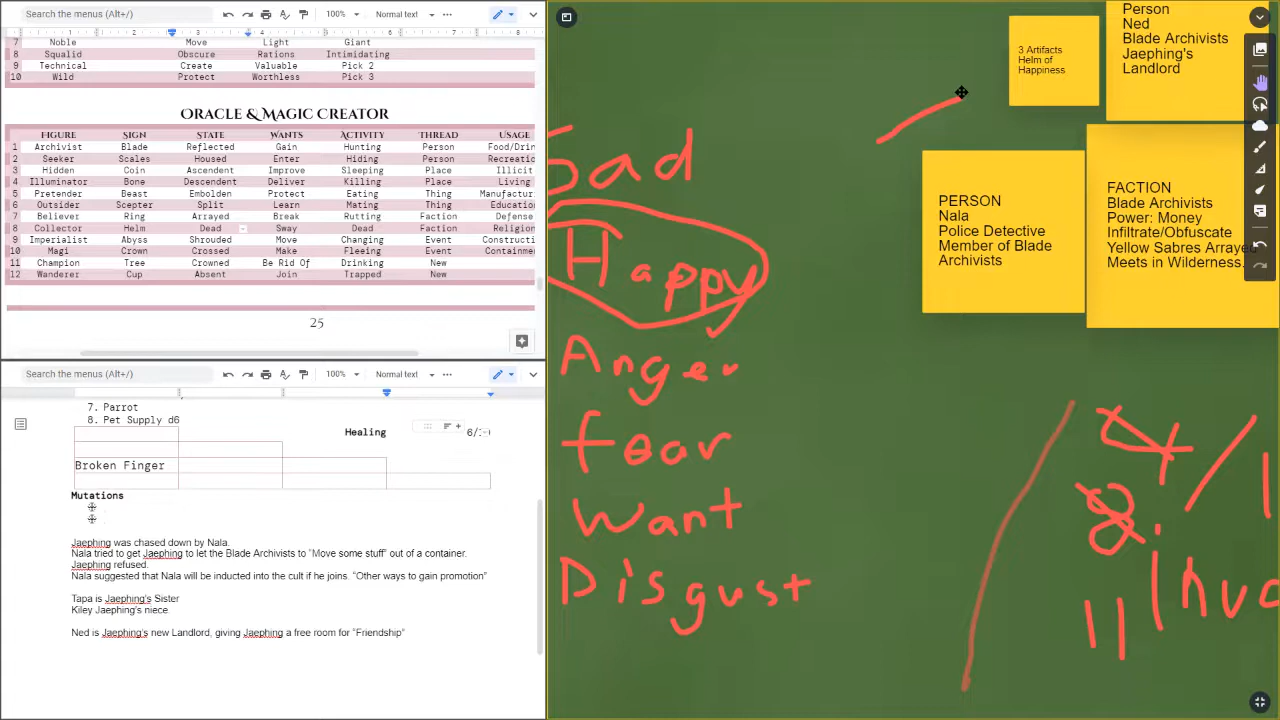 Search the menus (Alt+/) 100% Normal text
1 2 3 4 5 6 7 8
7 Noble Move Light Giant
8 Squalid Obscure Rations Intimidating
9 Technical Create Valuable Pick 2
10 Wild Protect Worthless Pick 3
ORACLE & MAGIC CREATOR
FIGURE SIGN STATE WANTS ACTIVITY THREAD USAGE
1 Archivist Blade Reflected Gain Hunting Person Food/Drin
2 Seeker Scales Housed Enter Hiding Person Recreatio
3 Hidden Coin Ascendent Improve Sleeping Place Illicit
4 Illuminator Bone Descendent Deliver Killing Place Living
5 Pretender Beast Embolden Protect Eating Thing Manufactur
6 Outsider Scepter Split Learn Mating Thing Educatio
7 Believer Ring Arrayed Break Rutting Faction Defense
8 Collector Helm Dead Sway Dead Faction Religion
9 Imperialist Abyss Shrouded Move Changing Event Constructi
10 Magi Crown Crossed Make Fleeing Event Containme
11 Champion Tree Crowned Be Rid Of Drinking New
12 Wanderer Cup Absent Join Trapped New
25
Search the menus (Alt+/) 100% Normal text
7. Parrot
8. Pet Supply d6
Healing
Broken Finger
Mutations
Jaephing was chased down by Nala.
Nala tried to get Jaephing to let the Blade Archivists to "Move some stuff" out of a container.
Jaephing refused.
Nala suggested that Nala will be inducted into the cult if he joins. "Other ways to gain promotion"
Tapa is Jaephing's Sister
Kiley Jaephing's niece.
Ned is Jaephing's new Landlord, giving Jaephing a free room for "Friendship"
Sad
Happy
Anger
fear
Want
Disgust
3 Artifacts
Helm of
Happiness
Person
Ned
Blade Archivists
Jaephing's
Landlord
PERSON
Nala
Police Detective
Member of Blade
Archivists
FACTION
Blade Archivists
Power: Money
Infiltrate/Obfuscate
Yellow Sabres Arrayed
Meets in Wilderness.